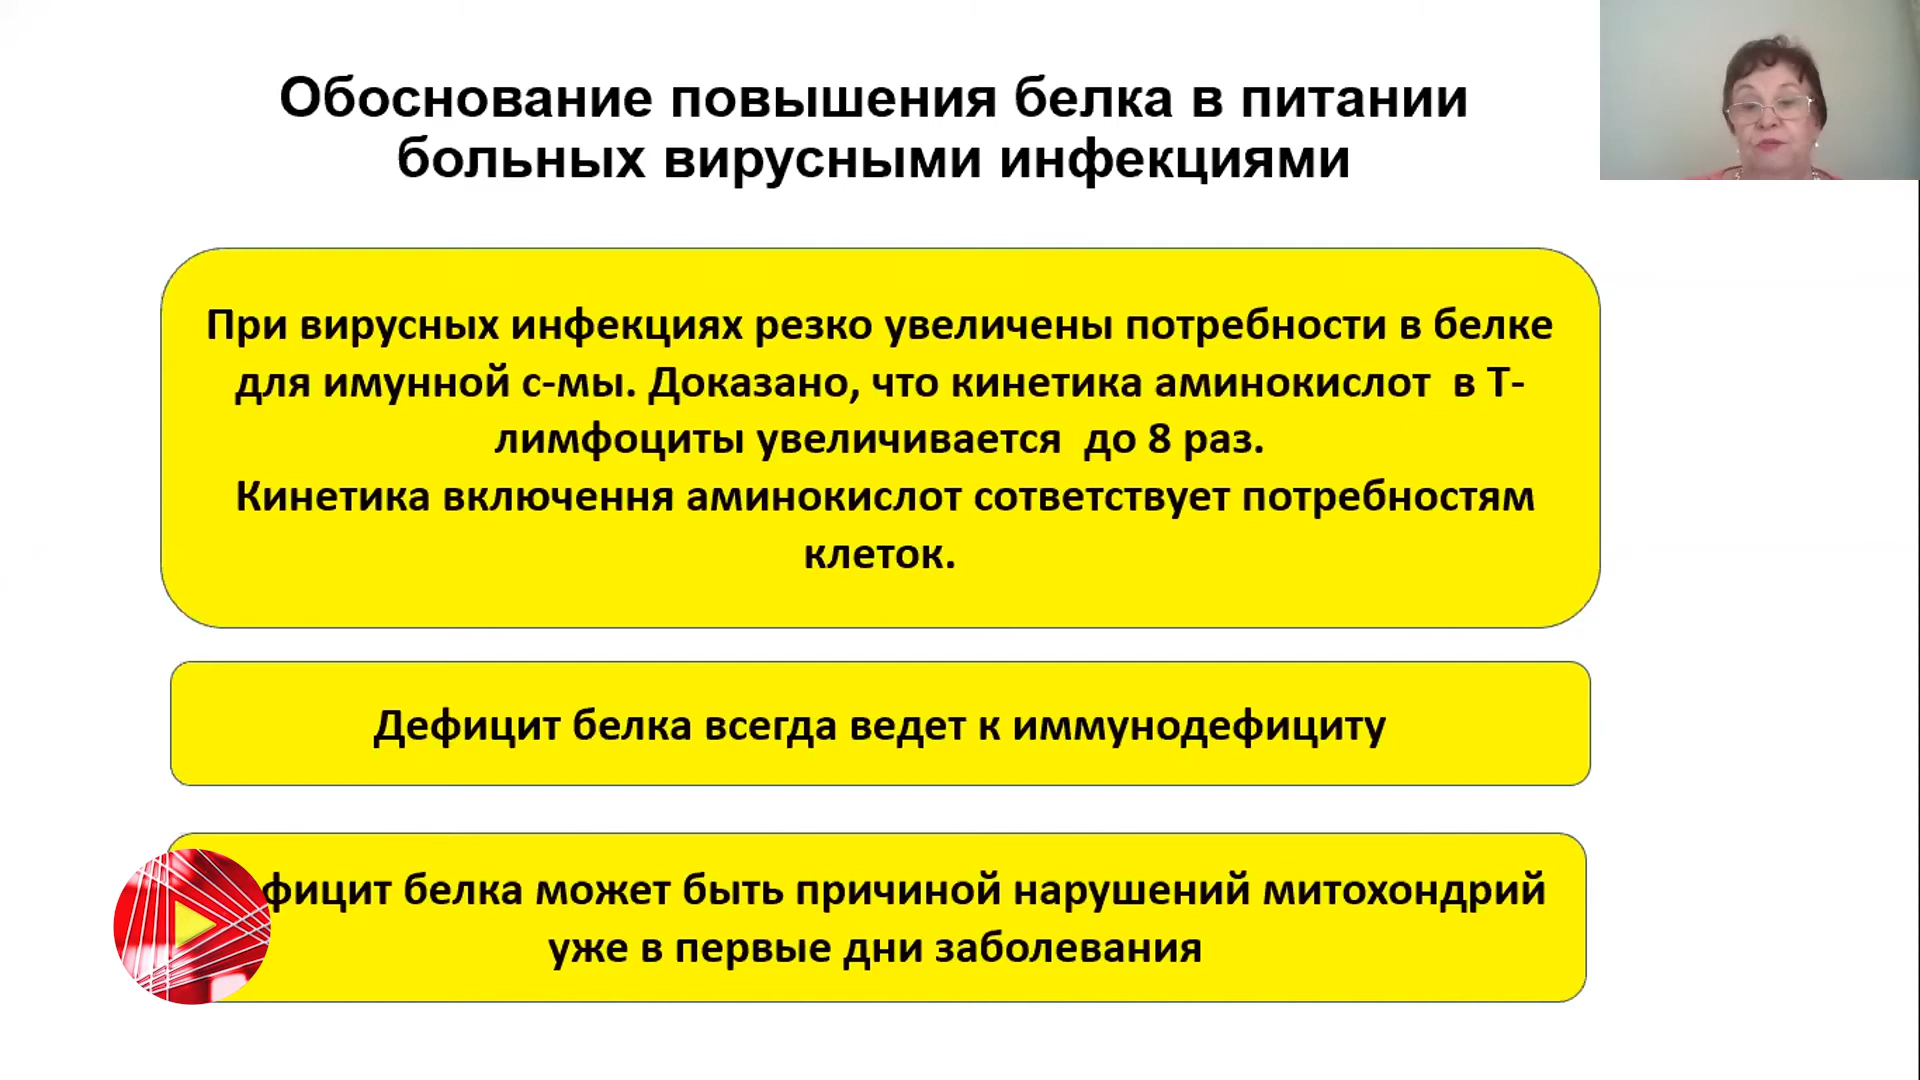 Обоснование повышения белка в питании
больных вирусными инфекциями
При вирусных инфекциях резко увеличены потребности в белке
для имунной с-мы. Доказано, что кинетика аминокислот в Т-
лимфоциты увеличивается до 8 раз.
Кинетика включення аминокислот сответствует потребностям
клеток.
Дефицит белка всегда ведет к иммунодефициту
фицит белка может быть причиной нарушений митохондрий
уже в первые дни заболевания